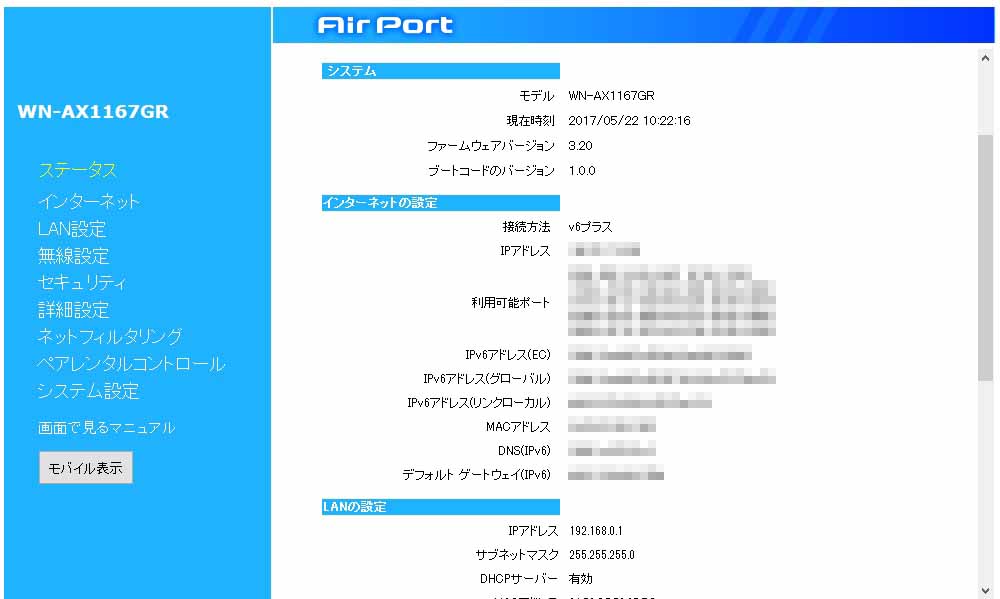 Air Port
WN-AX1167GR
ステータス
インターネット
LAN設定
無線設定
セキュリティ
詳細設定
ネットフィルタリング
ペアレンタルコントロール
システム設定
画面で見るマニュアル
モバイル表示
システム
モデル WN-AX1167GR
現在時刻 2017/05/22 10:22:16
ファームウェアバージョン 3.20
ブートコードのバージョン 1.0.0
インターネットの設定
接続方法 v6プラス
IPアドレス
利用可能ポート
IPv6アドレス(EC)
IPv6アドレス(グローバル)
IPv6アドレス(リンクローカル)
MACアドレス
DNS(IPv6)
デフォルト ゲートウェイ(IPv6)
LANの設定
IPアドレス 192.168.0.1
サブネットマスク 255.255.255.0
DHCPサーバー 有効